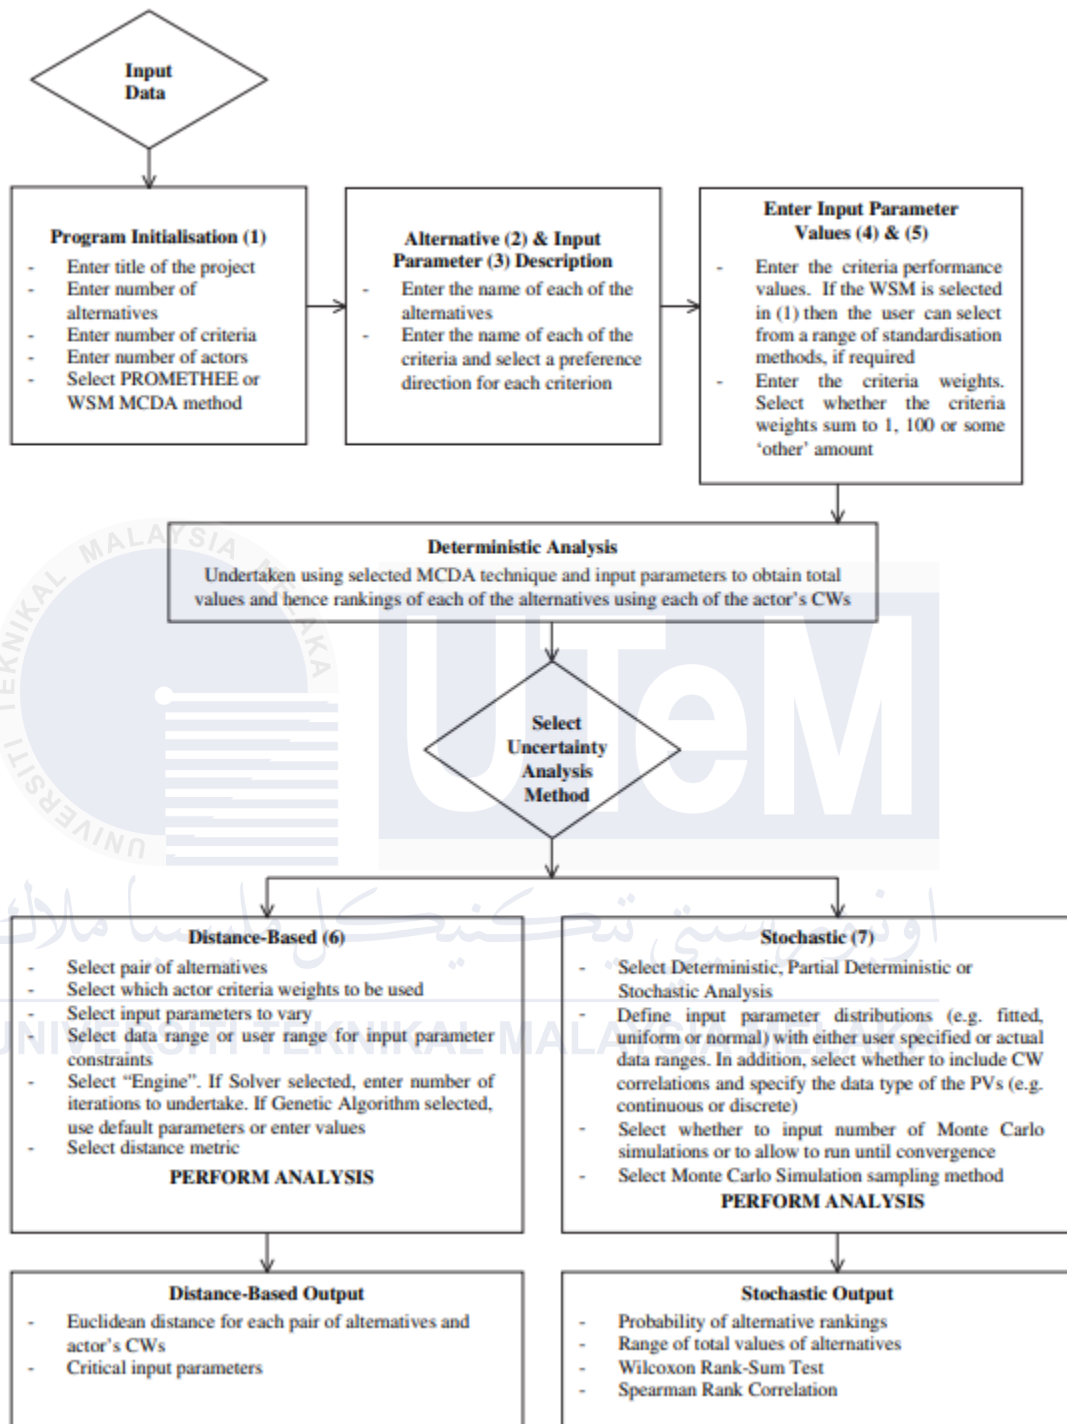 Input
Data
Program Initialisation (1)
- Enter title of the project
- Enter number of
alternatives
- Enter number of criteria
- Enter number of actors
- Select PROMETHEE or
WSM MCDA method
Alternative (2) & Input
Parameter (3) Description
- Enter the name of each of the
alternatives
- Enter the name of each of the
criteria and select a preference
direction for each criterion
Enter Input Parameter
Values (4) & (5)
- Enter the criteria performance
values. If the WSM is selected
in (1) then the user can select
from a range of standardisation
methods, if required
- Enter the criteria weights.
Select whether the criteria
weights sum to 1, 100 or some
‘other’ amount
Deterministic Analysis
Undertaken using selected MCDA technique and input parameters to obtain total
values and hence rankings of each of the alternatives using each of the actor’s CWs
Select
Uncertainty
Analysis
Method
Distance-Based (6)
- Select pair of alternatives
- Select which actor criteria weights to be used
- Select input parameters to vary
- Select data range or user range for input parameter
constraints
- Select “Engine”. If Solver selected, enter number of
iterations to undertake. If Genetic Algorithm selected,
use default parameters or enter values
- Select distance metric
PERFORM ANALYSIS
Stochastic (7)
- Select Deterministic, Partial Deterministic or
Stochastic Analysis
- Define input parameter distributions (e.g. fitted,
uniform or normal) with either user specified or actual
data ranges. In addition, select whether to include CW
correlations and specify the data type of the PVs (e.g.
continuous or discrete)
- Select whether to input number of Monte Carlo
simulations or to allow to run until convergence
- Select Monte Carlo Simulation sampling method
PERFORM ANALYSIS
Distance-Based Output
- Euclidean distance for each pair of alternatives and
actor’s CWs
- Critical input parameters
Stochastic Output
- Probability of alternative rankings
- Range of total values of alternatives
- Wilcoxon Rank-Sum Test
- Spearman Rank Correlation
UNIVERSITI TEKNIKAL MALAYSIA MELAKA
UTeM
اونيورسيتي تيكنيكل مليسيا ملاك
UNIVERSITI TEKNIKAL MALAYSIA MELAKA